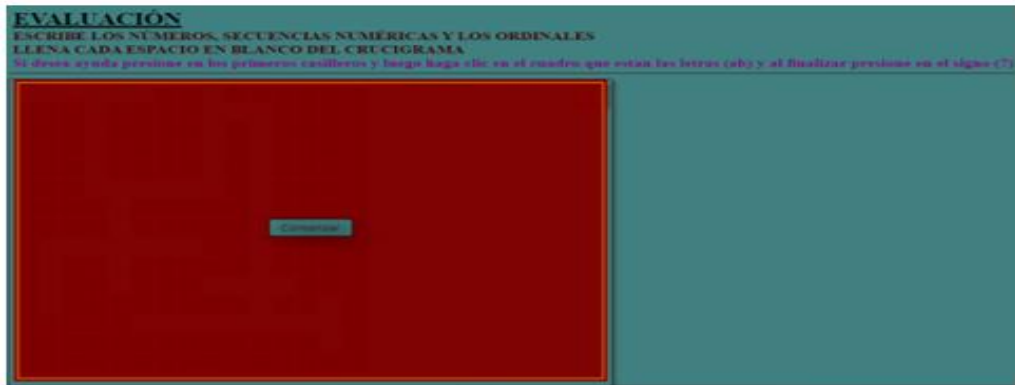 EVALUACIÓN
ESCRIBE LOS NÚMEROS, SECUENCIAS NUMÉRICAS Y LOS ORDINALES
LLENA CADA ESPACIO EN BLANCO DEL CRUCIGRAMA
Si desea ayuda presione en los primeros casilleros y luego haga clic en el cuadro que estan las letras (ab) y al finalizar presione en el signo (?)
Comenzar